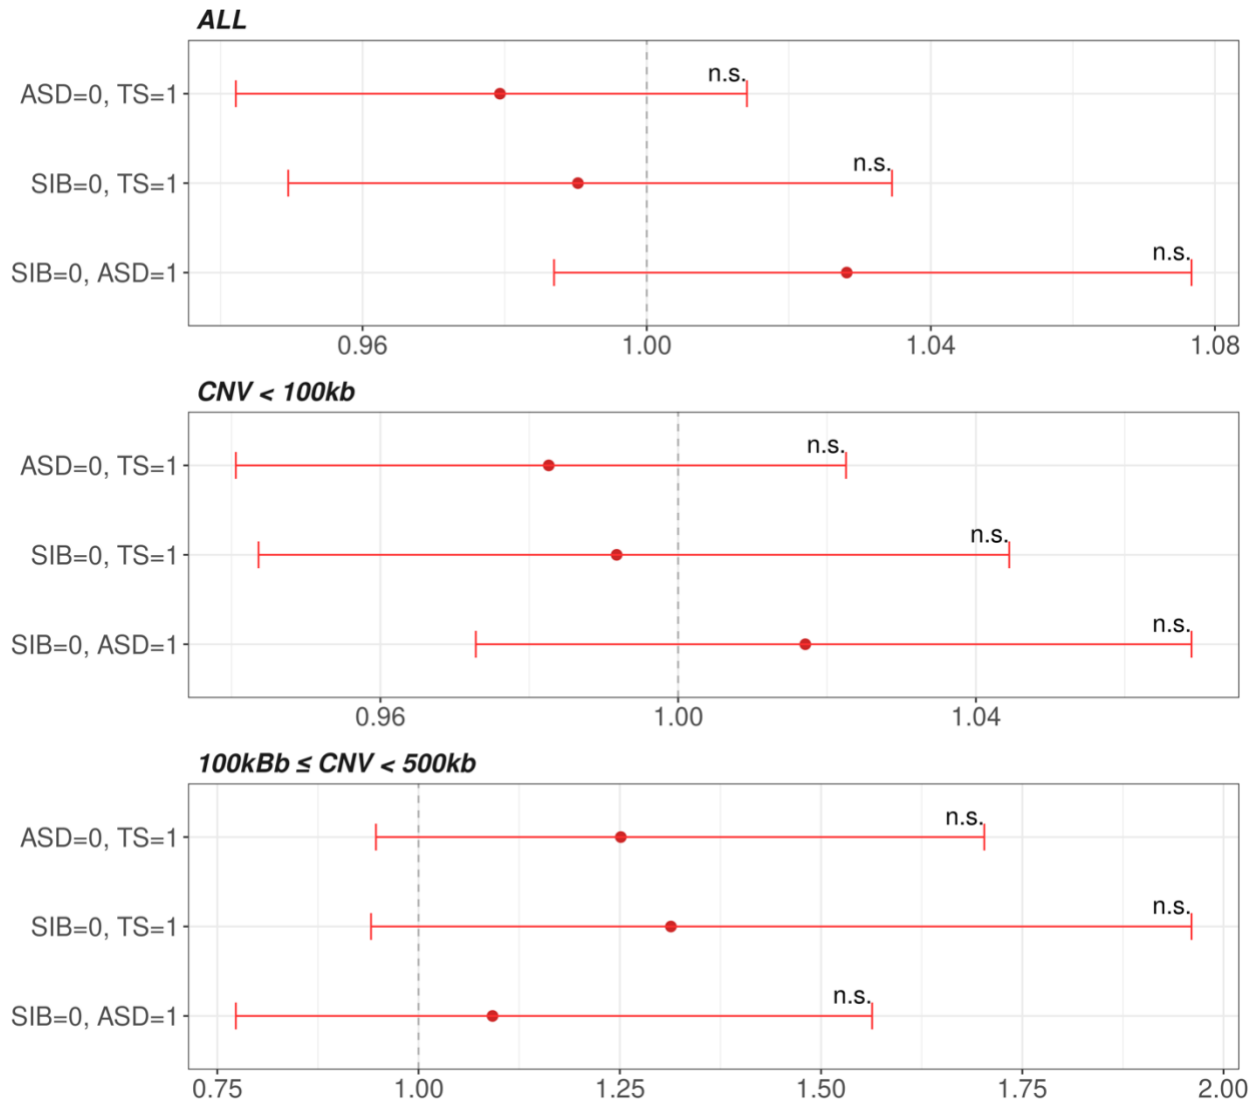 ALL
n.s.
ASD=0, TS=1
n.s.
SIB=0, TS=1
n.s.
SIB=0, ASD=1
0.96 1.00 1.04 1.08
CNV < 100kb
n.s.
ASD=0, TS=1
n.s.
SIB=0, TS=1
n.s.
SIB=0, ASD=1
0.96 1.00 1.04
100kBb ≤ CNV < 500kb
n.s.
ASD=0, TS=1
n.s.
SIB=0, TS=1
n.s.
SIB=0, ASD=1
0.75 1.00 1.25 1.50 1.75 2.00